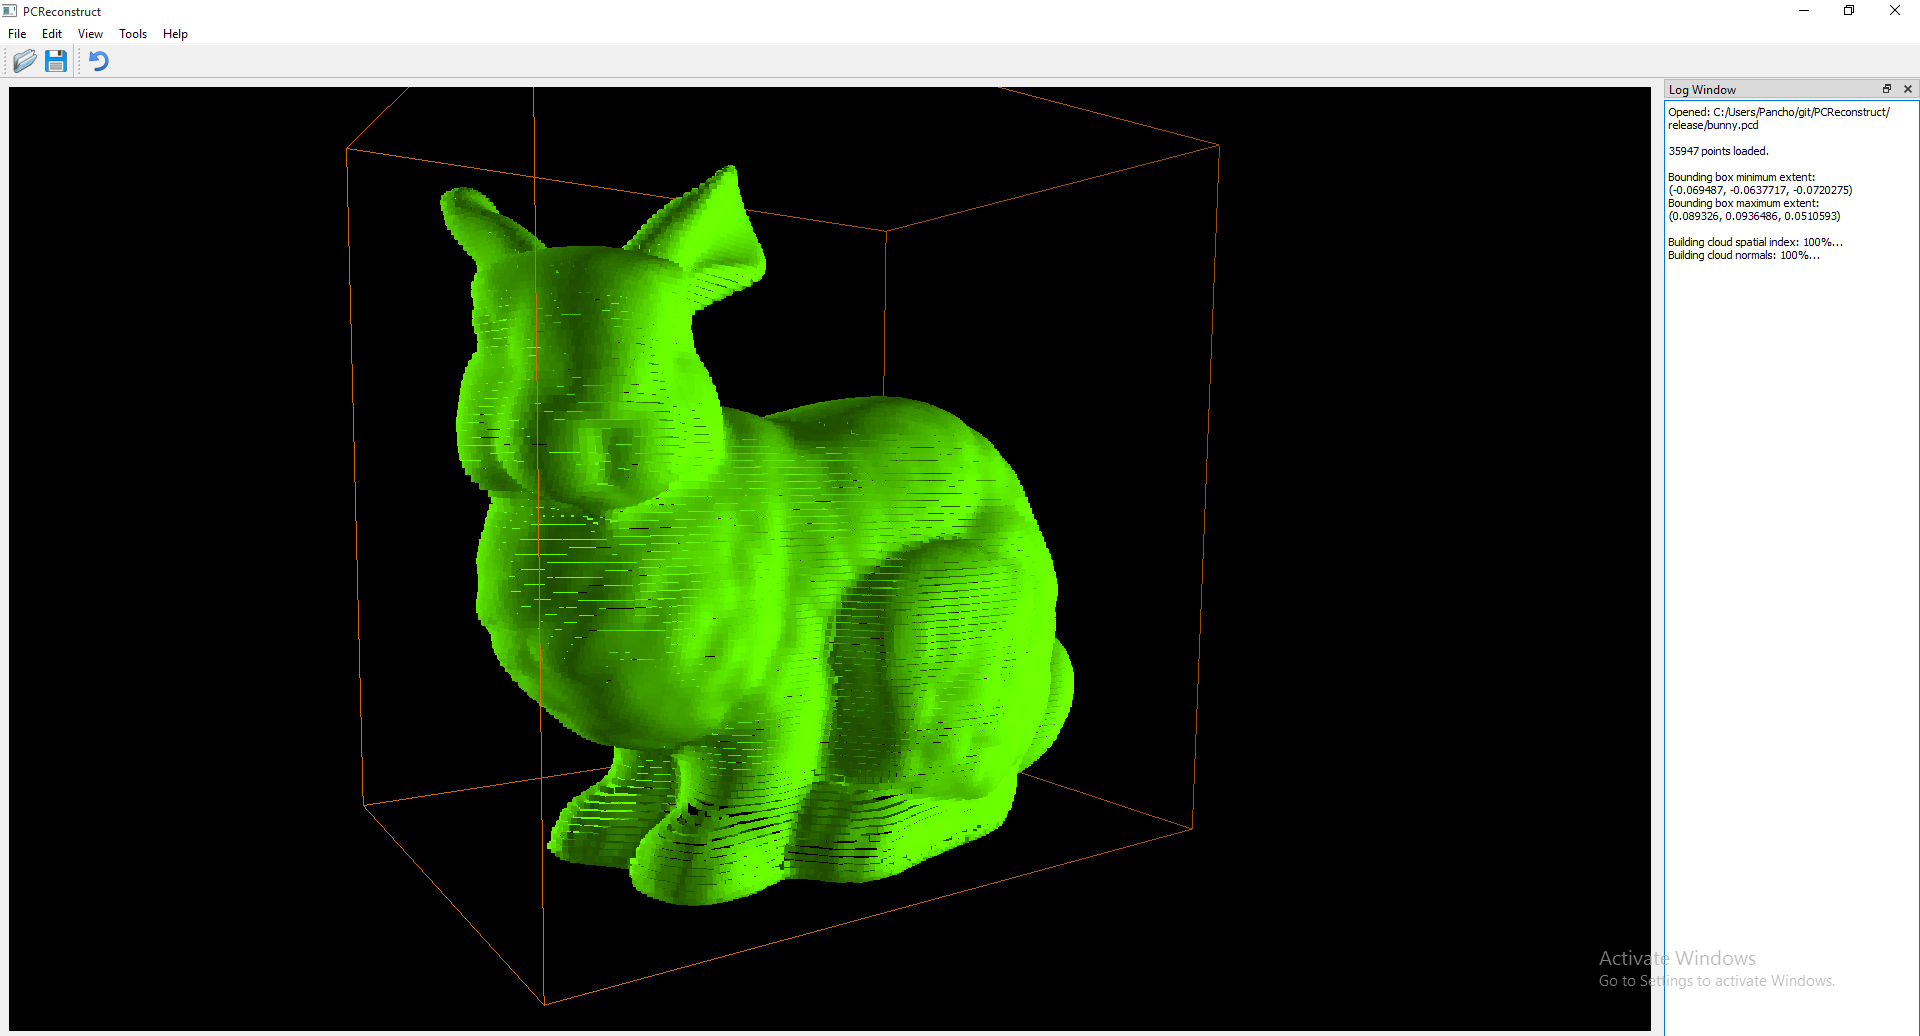 PCReconstruct
File Edit View Tools Help
Log Window
Opened: C:/Users/Pancho/git/PCReconstruct/
release/bunny.pcd
35947 points loaded.
Bounding box minimum extent:
(-0.069487, -0.0637717, -0.0720275)
Bounding box maximum extent:
(0.089326, 0.0936486, 0.0510593)
Building cloud spatial index: 100%...
Building cloud normals: 100%...
Activate Windows
Go to Settings to activate Windows.